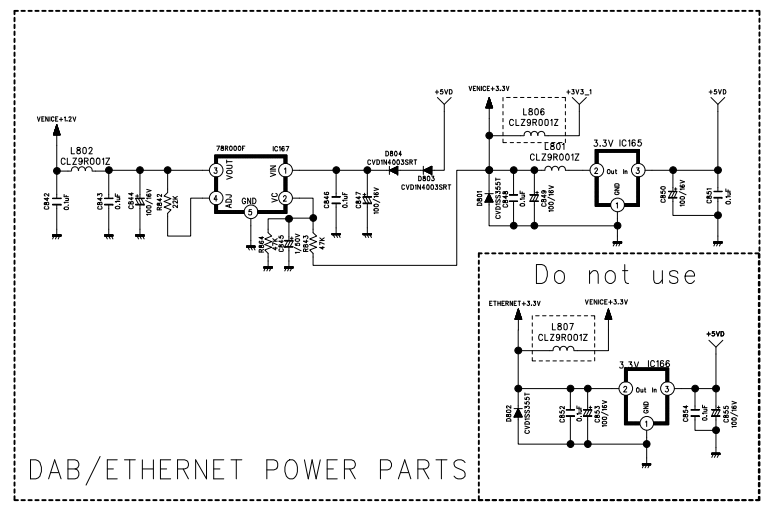 +5VD
VENICE+3.3V
+3V3_1
+5VD
L806
CLZ9R001Z
VENICE+1.2V
L802
CLZ9R001Z
78R000F
IC167
D804
CVD1N4003SRT
D803
CVD1N4003SRT
L801
CLZ9R001Z
3.3V IC165
3
VOUT
VIN
1
4
ADJ
GND
VC
2
5
2
Out
In
3
GND
1
C842
0.1uF
C843
0.1uF
C844
100/16V
R842
22K
C846
0.1uF
C847
100/16V
R864
47K
C845
1/50V
R843
47K
D801
CVD1SS355T
C848
0.1uF
C849
100/16V
C850
100/16V
C851
0.1uF
Do not use
ETHERNET+3.3V
VENICE+3.3V
L807
CLZ9R001Z
+5VD
3.3V IC166
2
Out
In
3
GND
1
D802
CVD1SS355T
C852
0.1uF
C853
100/16V
C854
0.1uF
C855
100/16V
DAB/ETHERNET POWER PARTS